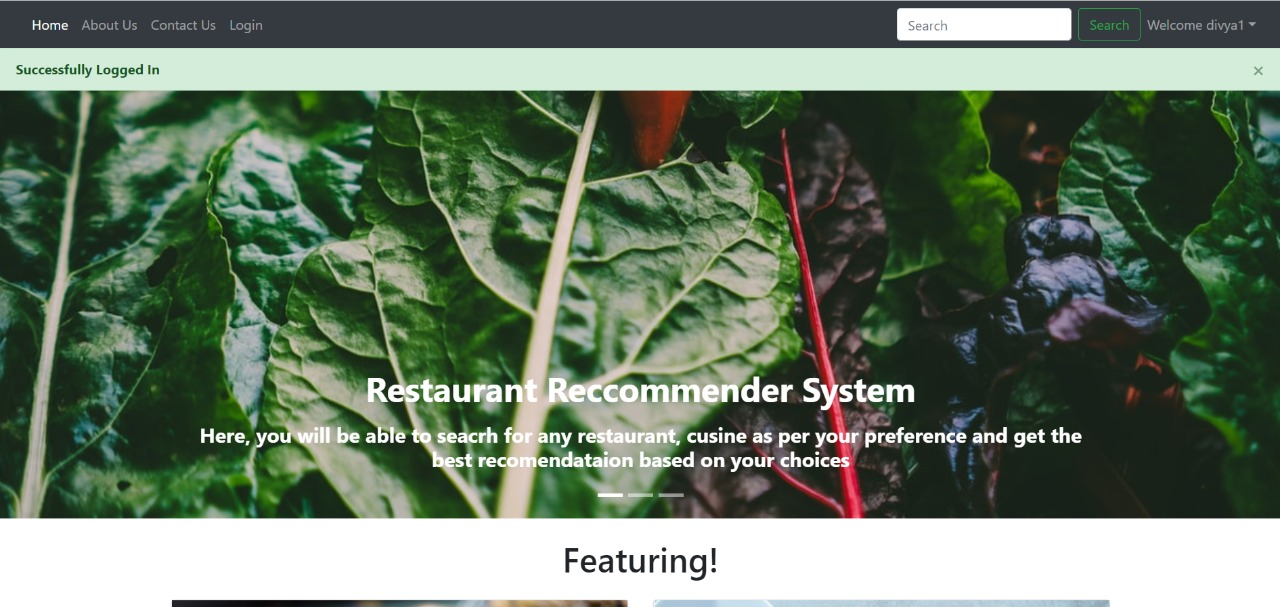 Home About Us Contact Us Login Search Search Welcome divya1
Successfully Logged In ×
Restaurant Reccommender System
Here, you will be able to seacrh for any restaurant, cusine as per your preference and get the
best recomendataion based on your choices
Featuring!